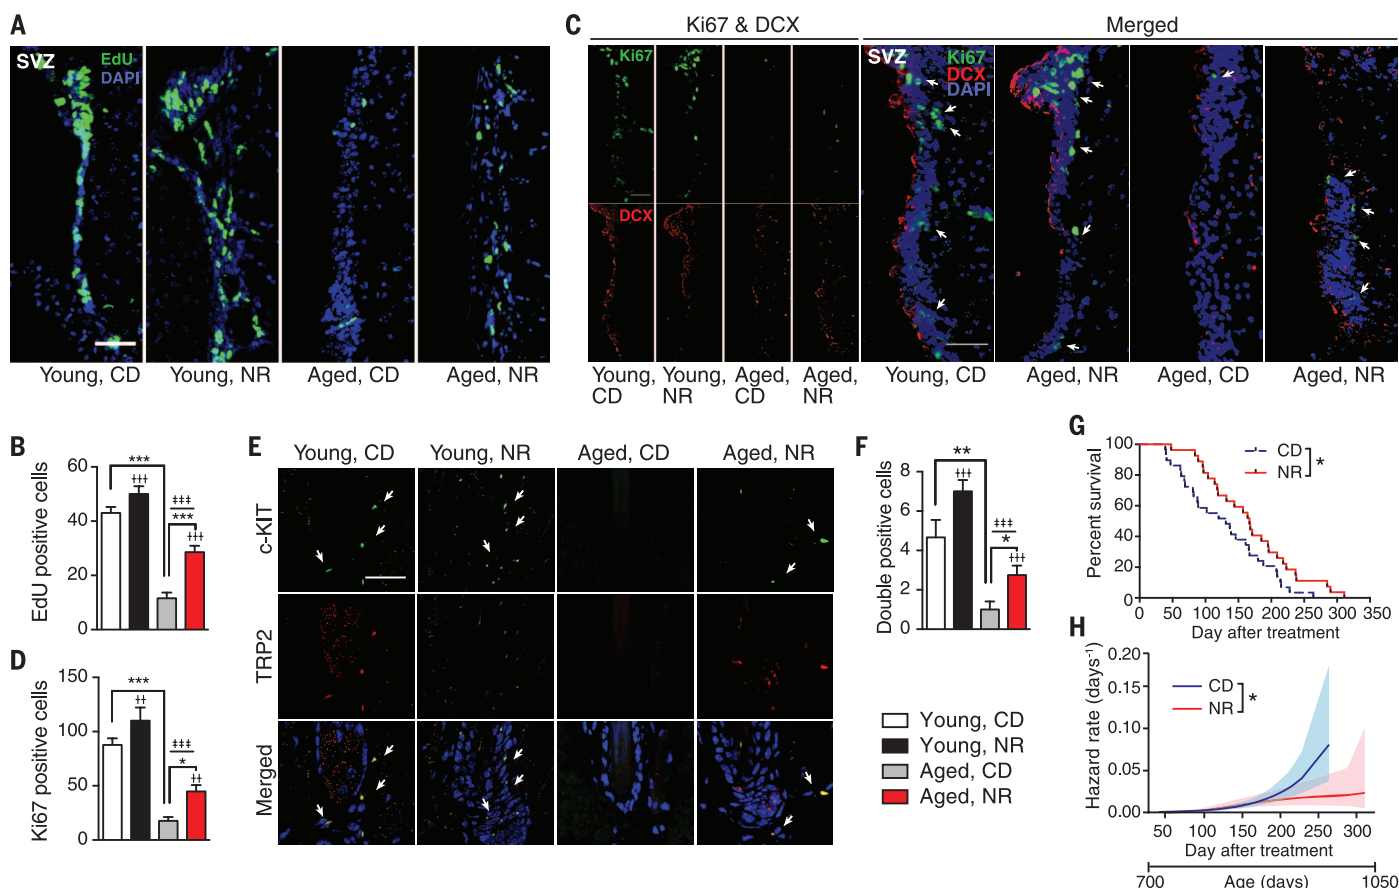 A
SVZ
EdU
DAPI
Young, CD
Young, NR
Aged, CD
Aged, NR
C
Ki67 & DCX
Merged
Ki67
DCX
SVZ
Ki67
DCX
DAPI
Young, CD
Young, NR
Aged, CD
Aged, NR
Young, CD
Aged, NR
Aged, CD
Aged, NR
B
EdU positive cells
60
40
20
0
***
‡‡‡
‡‡‡
***
‡‡‡
D
Ki67 positive cells
150
100
50
0
***
‡‡
‡‡‡
*
‡‡
E
Young, CD
Young, NR
Aged, CD
Aged, NR
c-KIT
TRP2
Merged
F
Double positive cells
8
6
4
2
0
**
‡‡‡
‡‡‡
*
‡‡‡
Young, CD
Young, NR
Aged, CD
Aged, NR
G
Percent survival
100
80
60
40
20
0
CD
NR
*
0 50 100 150 200 250 300 350
Day after treatment
H
Hazard rate (days⁻¹)
0.20
0.15
0.10
0.05
0.00
CD
NR
*
50 100 150 200 250 300
Day after treatment
700 Age (days) 1050